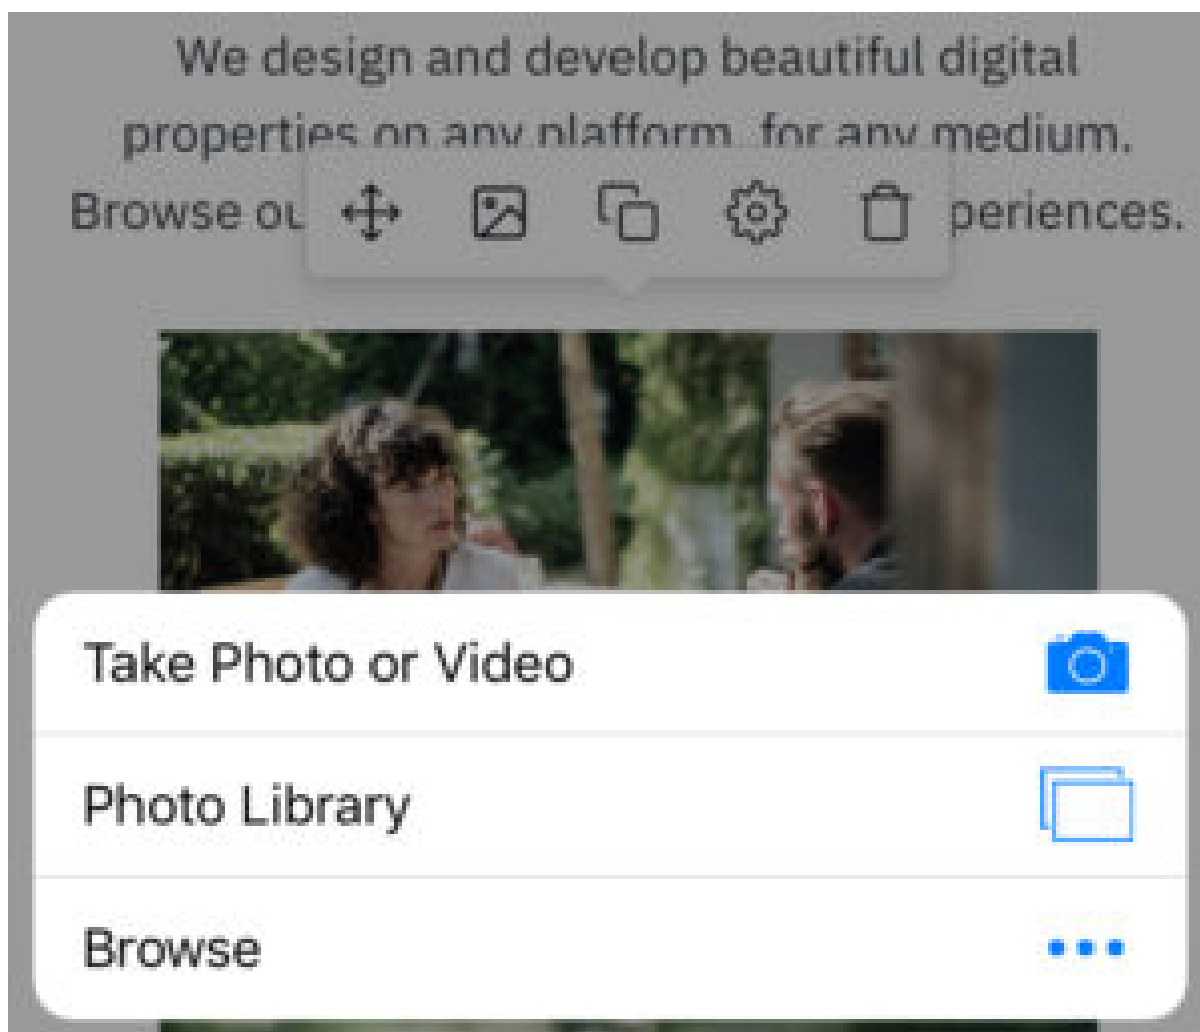 We design and develop beautiful digital
properties on any platform, for any medium.
Browse ou periences.
Take Photo or Video
Photo Library
Browse